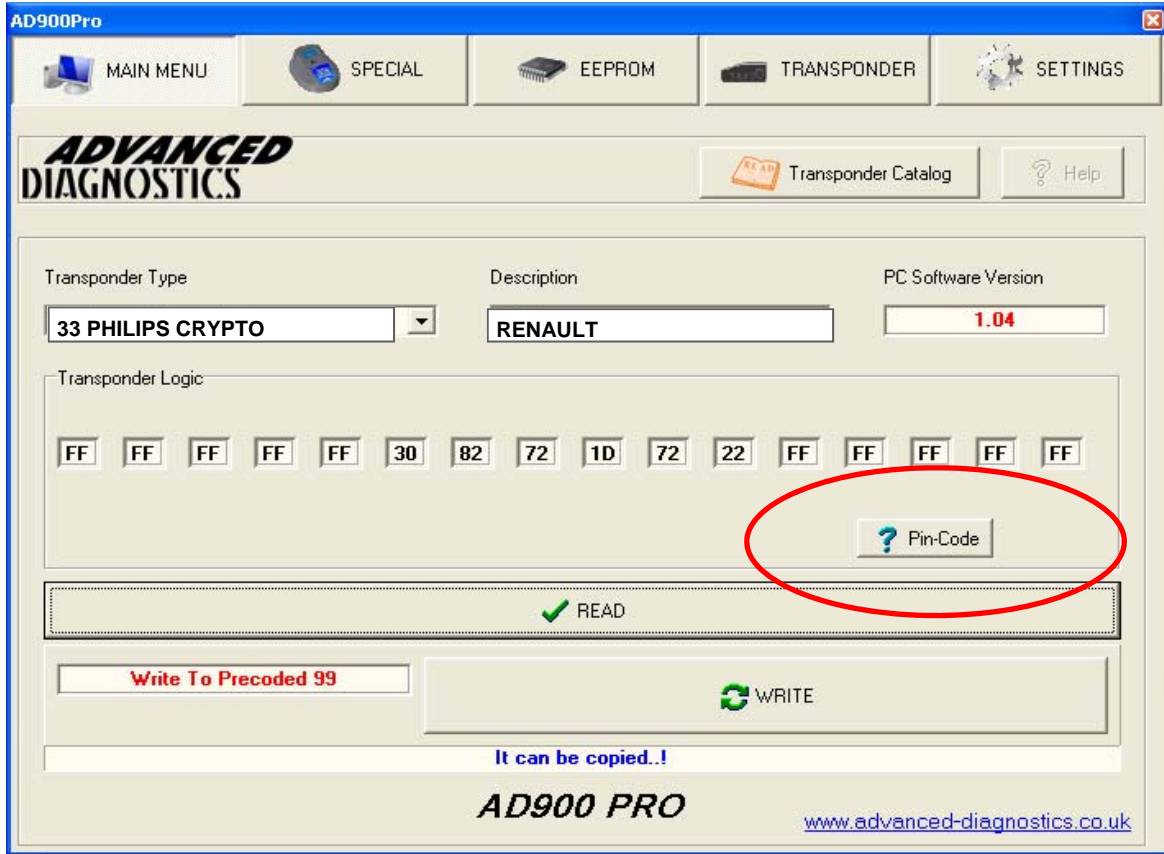 AD900Pro
MAIN MENU SPECIAL EEPROM TRANSPONDER SETTINGS
ADVANCED
DIAGNOSTICS
READ
Transponder Catalog
? Help
Transponder Type Description PC Software Version
33 PHILIPS CRYPTO RENAULT 1.04
Transponder Logic
FF FF FF FF FF 30 82 72 1D 72 22 FF FF FF FF FF
? Pin-Code
READ
Write To Precoded 99
WRITE
It can be copied..!
AD900 PRO
www.advanced-diagnostics.co.uk